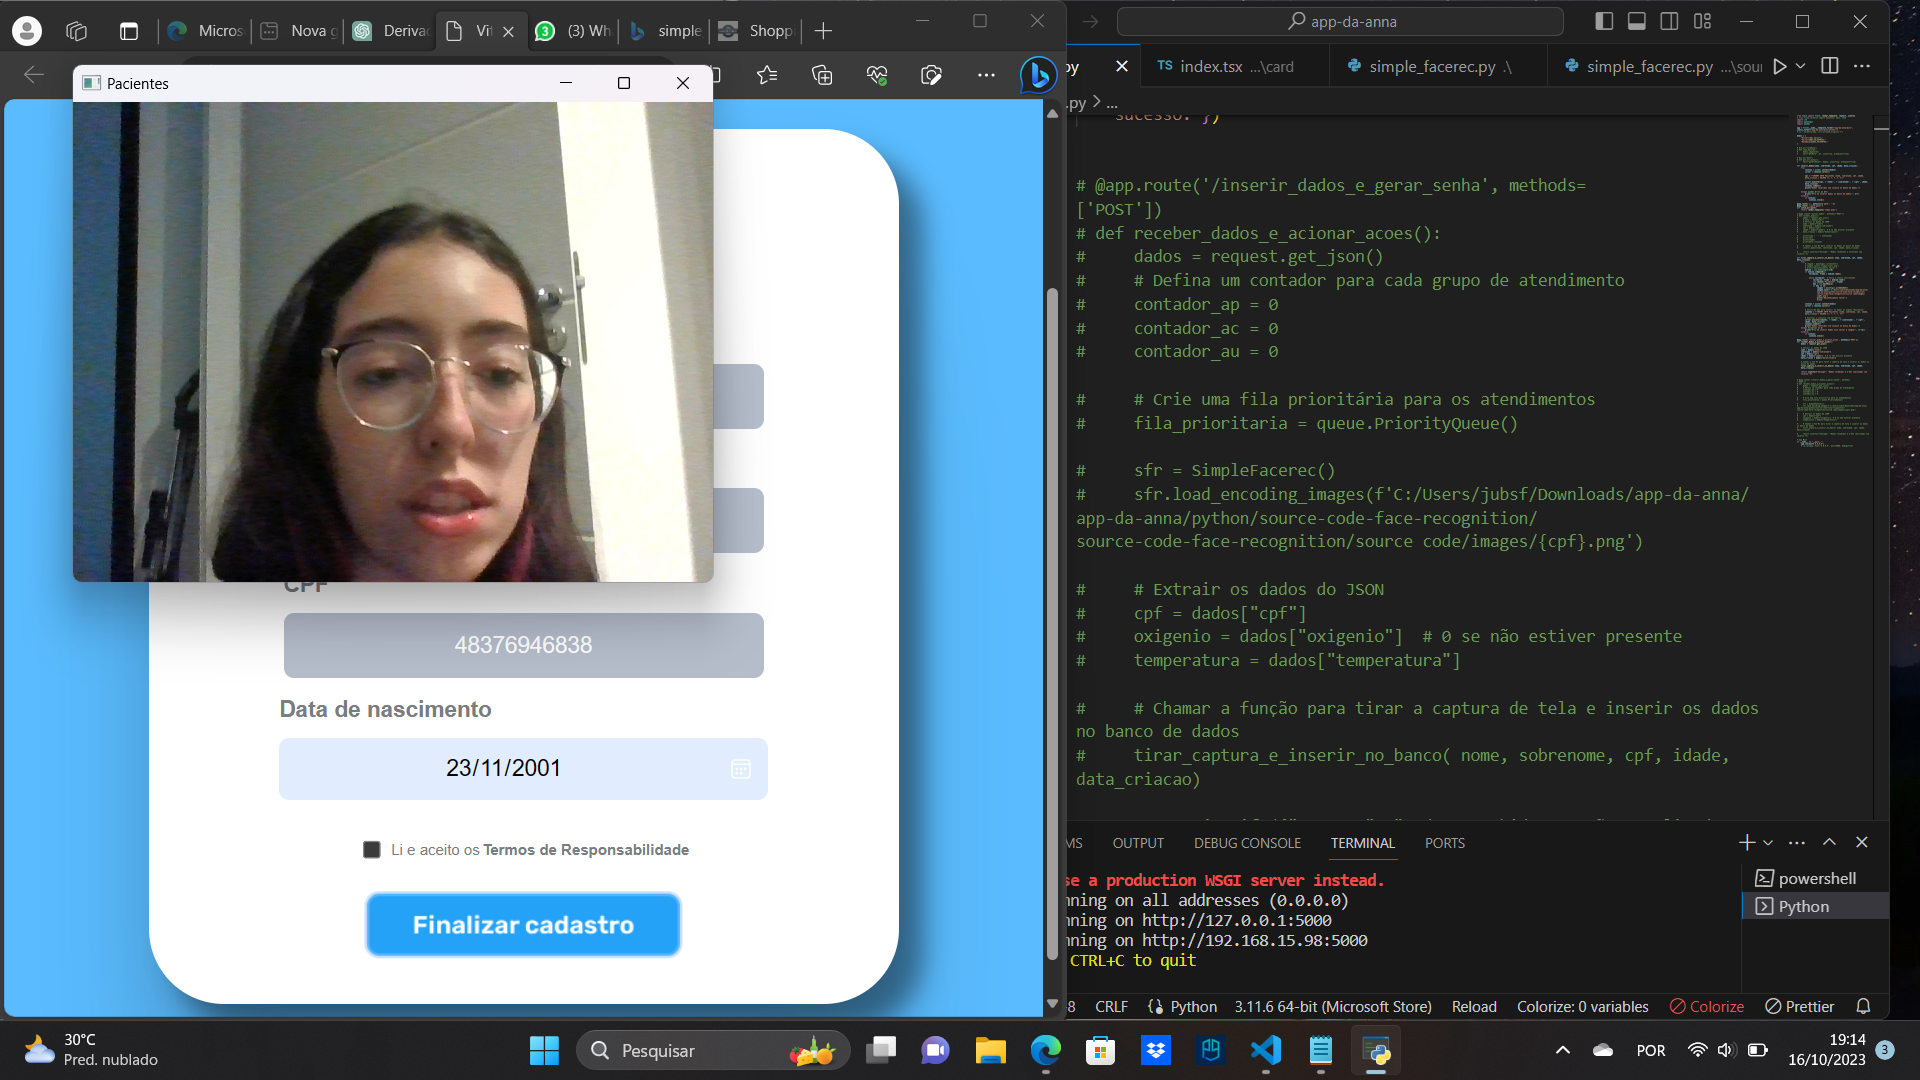 Micros
Nova g
Deriva
Vit
(3) Wh
simple
Shopp
Pacientes
CPF
48376946838
Data de nascimento
23/11/2001
Li e aceito os Termos de Responsabilidade
Finalizar cadastro
app-da-anna
py
TS index.tsx ...\card
simple_facerec.py .\
simple_facerec.py ...\sour
.py > ...
sucesso. })
# @app.route('/inserir_dados_e_gerar_senha', methods=
['POST'])
# def receber_dados_e_acionar_acoes():
#     dados = request.get_json()
#     # Defina um contador para cada grupo de atendimento
#     contador_ap = 0
#     contador_ac = 0
#     contador_au = 0
#     # Crie uma fila prioritária para os atendimentos
#     fila_prioritaria = queue.PriorityQueue()
#     sfr = SimpleFacerec()
#     sfr.load_encoding_images(f'C:/Users/jubsf/Downloads/app-da-anna/
app-da-anna/python/source-code-face-recognition/
source-code-face-recognition/source code/images/{cpf}.png')
#     # Extrair os dados do JSON
#     cpf = dados["cpf"]
#     oxigenio = dados["oxigenio"]  # 0 se não estiver presente
#     temperatura = dados["temperatura"]
#     # Chamar a função para tirar a captura de tela e inserir os dados
no banco de dados
#     tirar_captura_e_inserir_no_banco( nome, sobrenome, cpf, idade,
data_criacao)
MS OUTPUT DEBUG CONSOLE TERMINAL PORTS
se a production WSGI server instead.
nning on all addresses (0.0.0.0)
nning on http://127.0.0.1:5000
nning on http://192.168.15.98:5000
CTRL+C to quit
powershell
Python
-8 CRLF {} Python 3.11.6 64-bit (Microsoft Store) Reload Colorize: 0 variables Colorize Prettier
30°C
Pred. nublado
Pesquisar
POR
19:14
16/10/2023
3